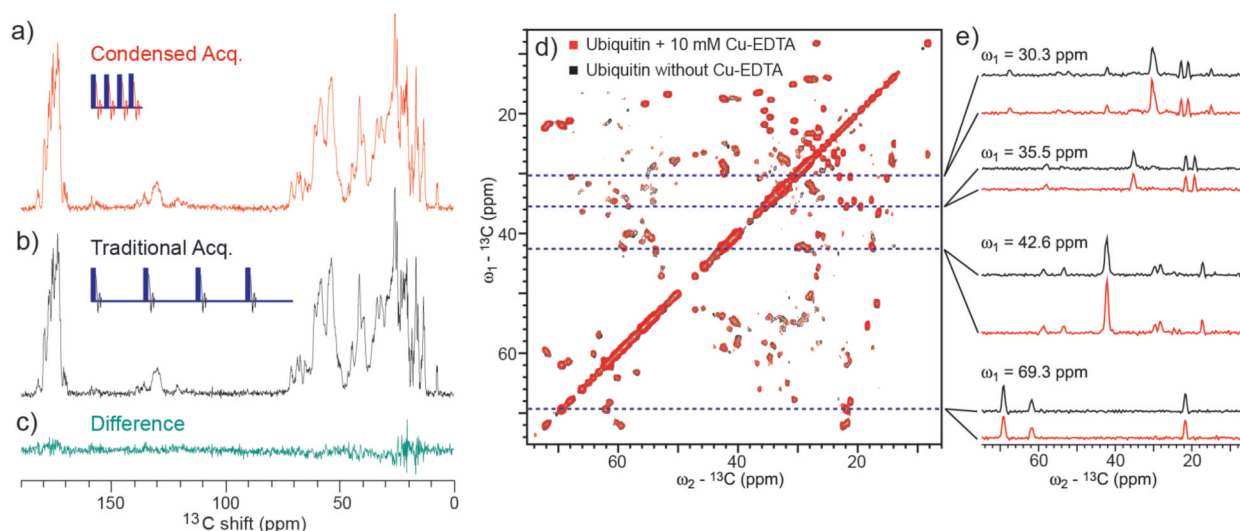 a)
Condensed Acq.
b)
Traditional Acq.
c)
Difference
150
100
50
0
¹³C shift (ppm)
d)
Ubiquitin + 10 mM Cu-EDTA
Ubiquitin without Cu-EDTA
20
40
60
ω₁ - ¹³C (ppm)
60
40
20
ω₂ - ¹³C (ppm)
e)
ω₁ = 30.3 ppm
ω₁ = 35.5 ppm
ω₁ = 42.6 ppm
ω₁ = 69.3 ppm
60
40
20
ω₂ - ¹³C (ppm)